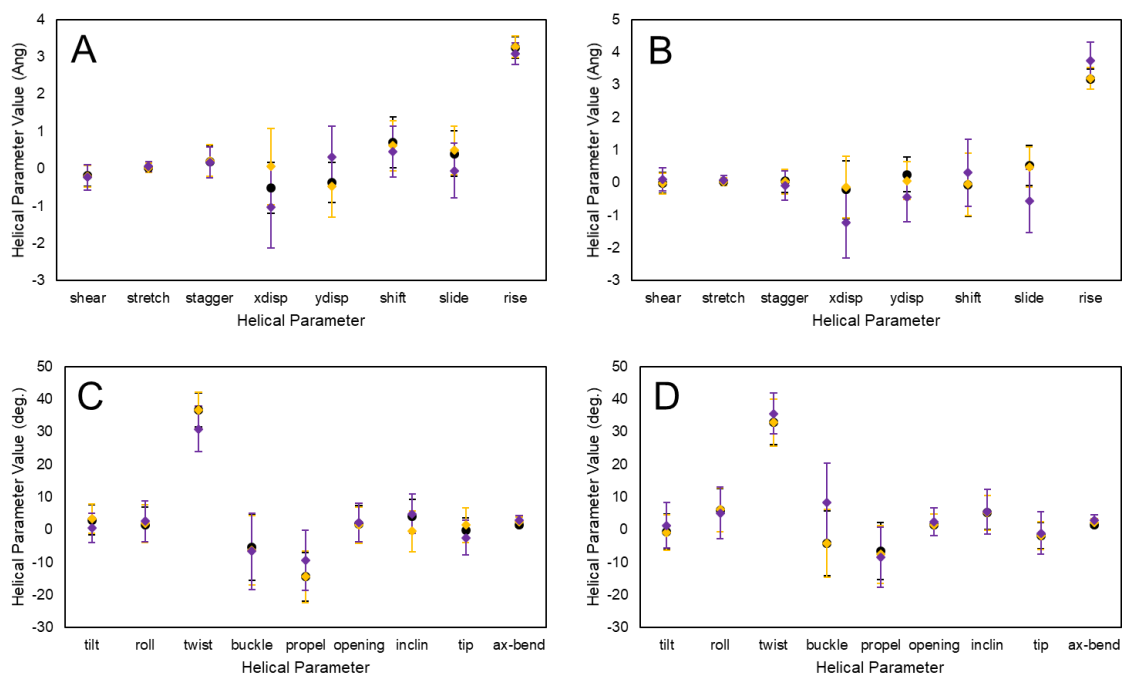 A
Helical Parameter Value (Ang)
4
3
2
1
0
-1
-2
-3
shear stretch stagger xdisp ydisp shift slide rise
Helical Parameter
B
Helical Parameter Value (Ang)
5
4
3
2
1
0
-1
-2
-3
shear stretch stagger xdisp ydisp shift slide rise
Helical Parameter
C
Helical Parameter Value (deg.)
50
40
30
20
10
0
-10
-20
-30
tilt roll twist buckle propel opening inclin tip ax-bend
Helical Parameter
D
Helical Parameter Value (deg.)
50
40
30
20
10
0
-10
-20
-30
tilt roll twist buckle propel opening inclin tip ax-bend
Helical Parameter